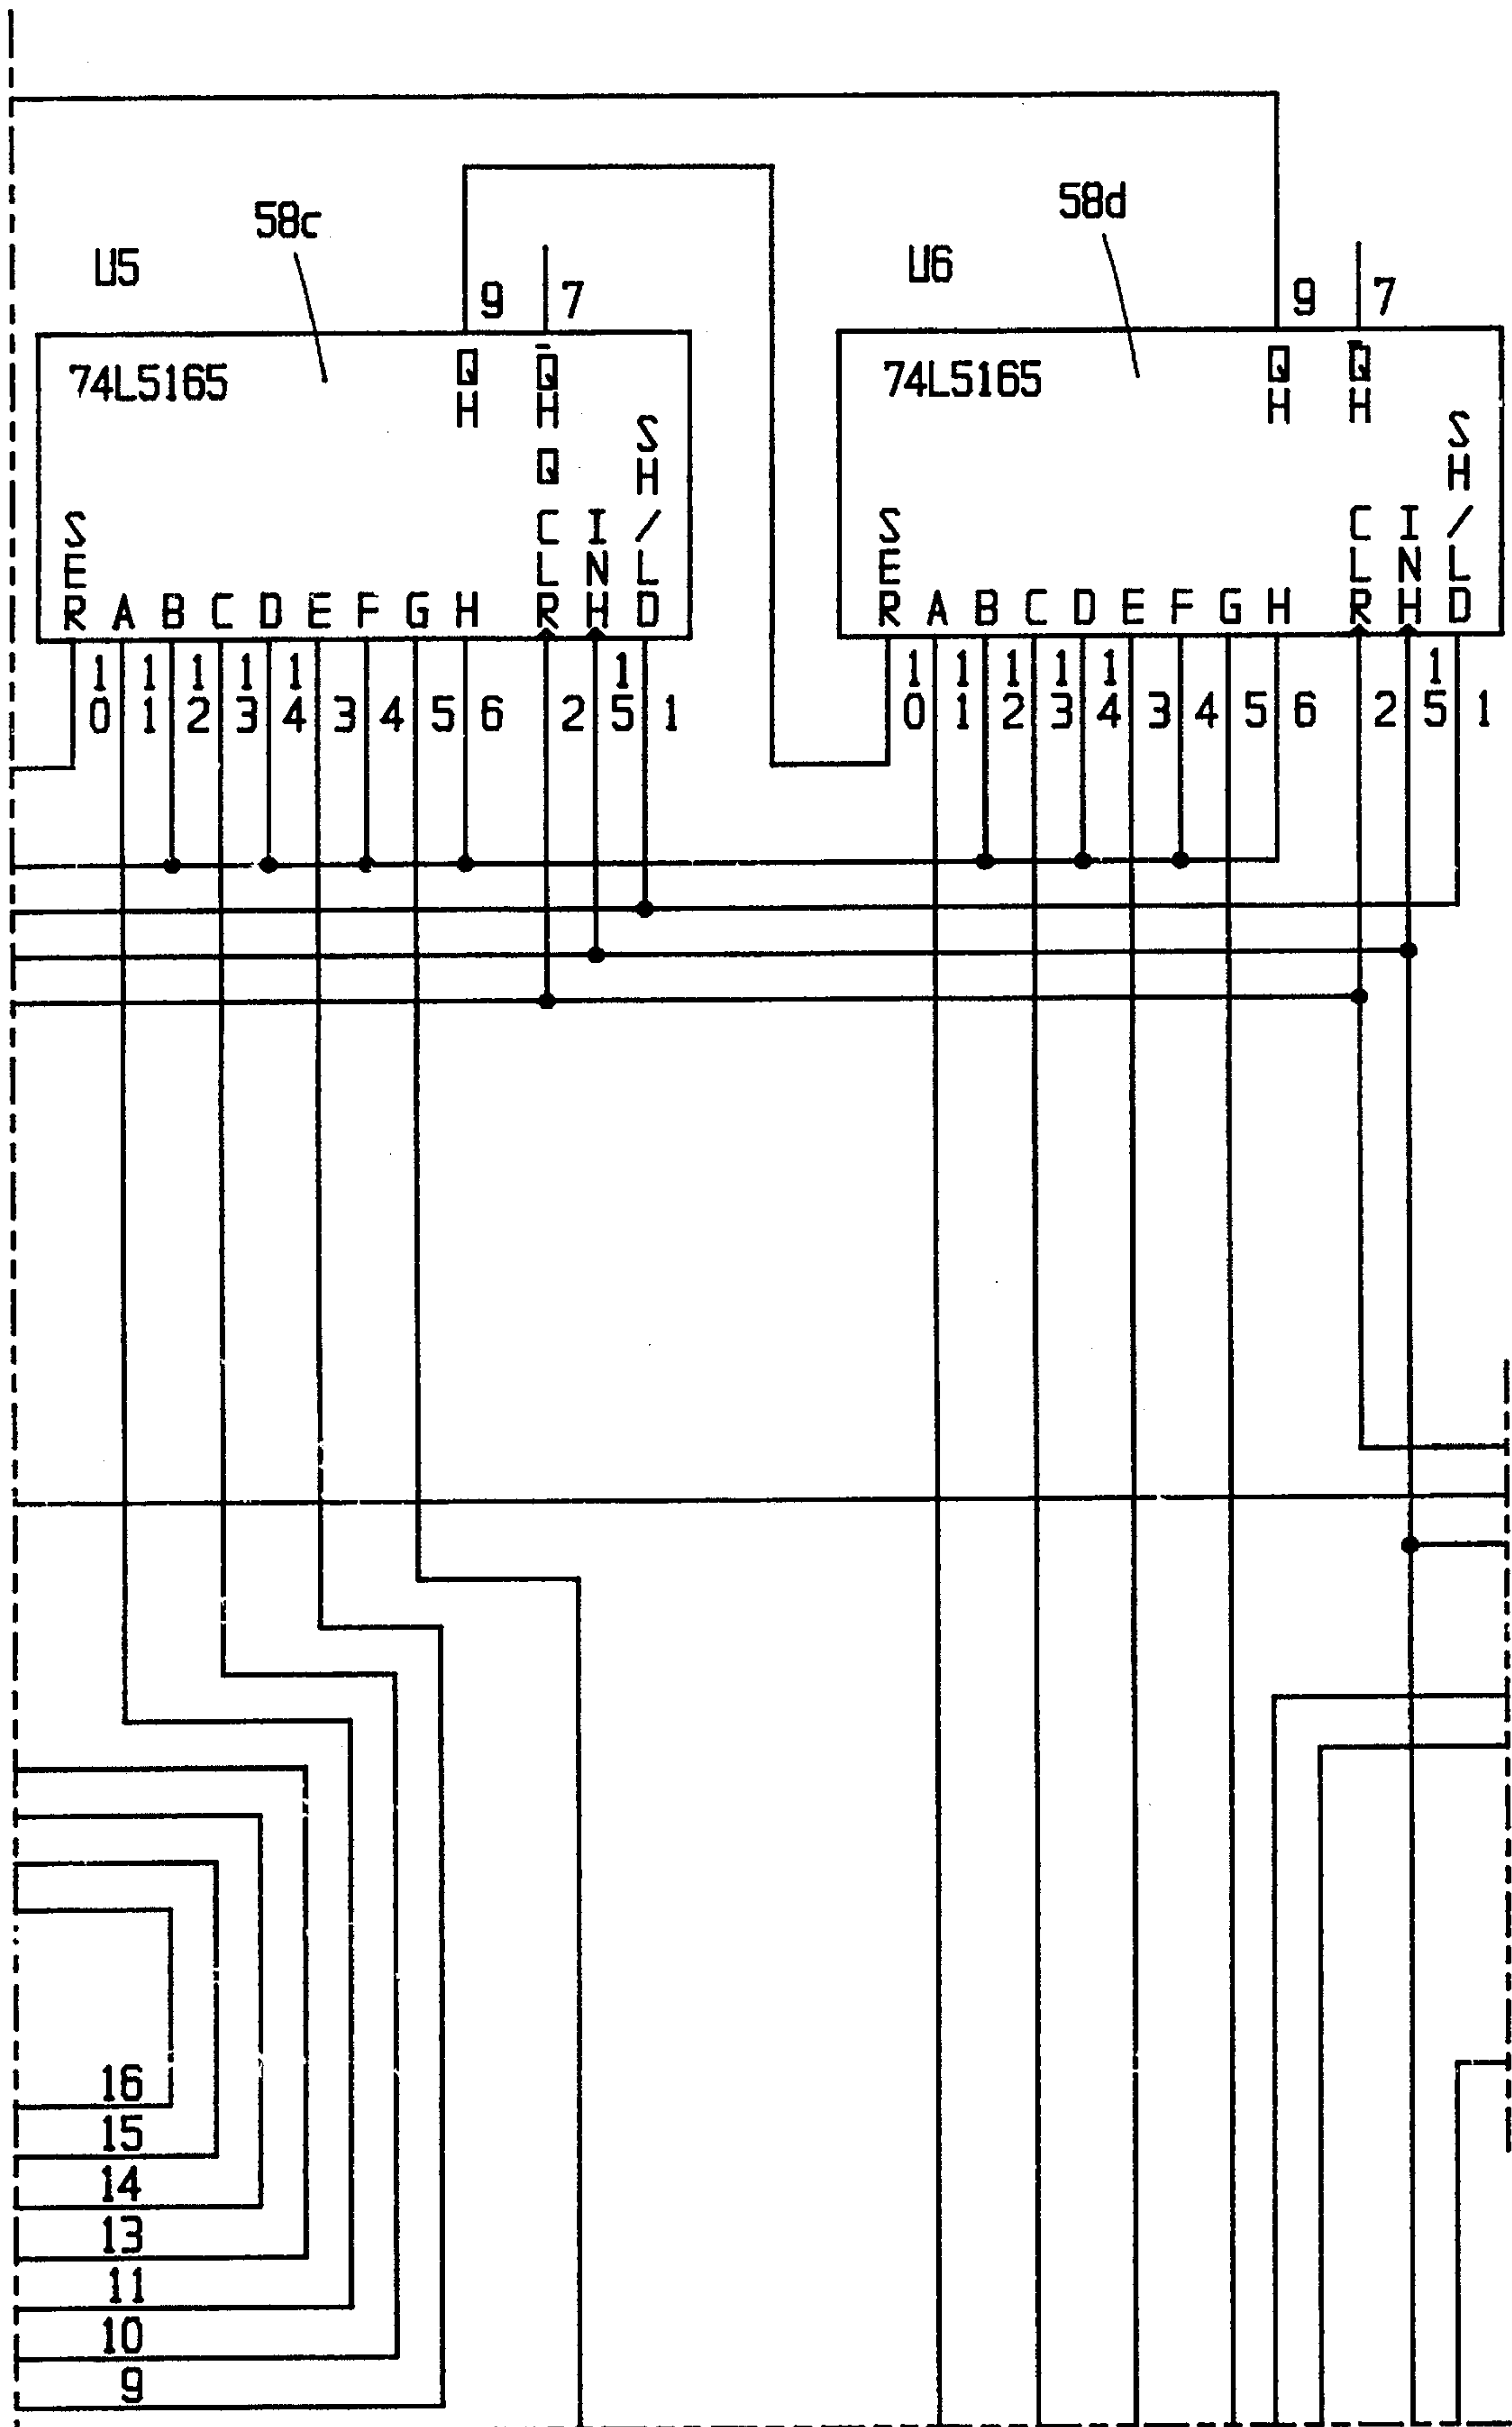 58c
58d
U5
U6
9 7
9 7
74LS165
QH Q̄H Q
SER A B C D E F G H CLR INH SH/LD
74LS165
QH Q̄H
SER A B C D E F G H CLR INH SH/LD
10 11 12 13 14 3 4 5 6 2 15 1
10 11 12 13 14 3 4 5 6 2 15 1
16
15
14
13
11
10
9